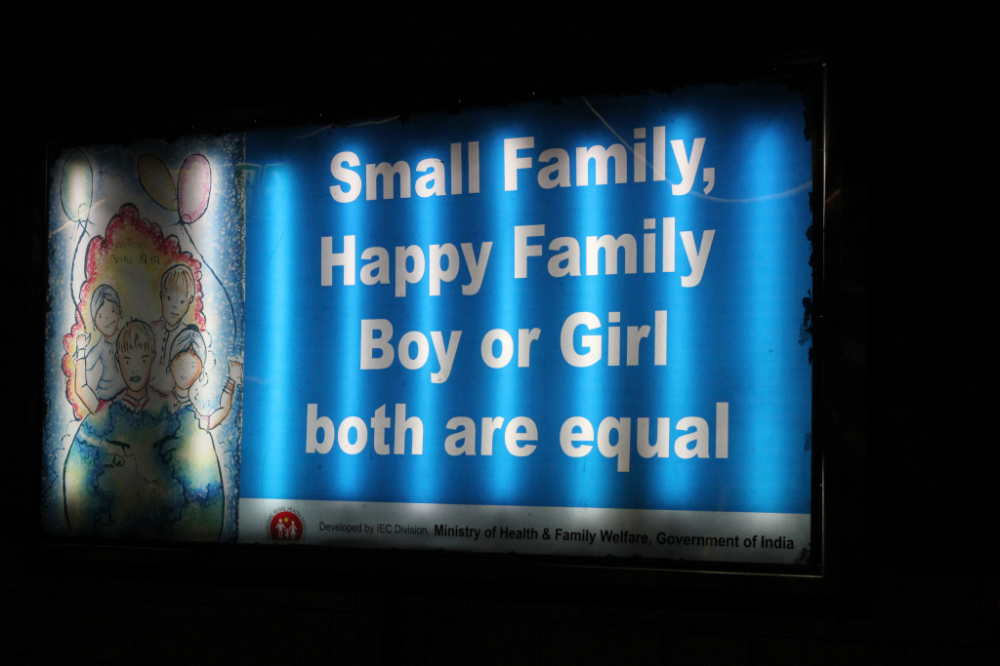 Small Family,
Happy Family
Boy or Girl
both are equal
Developed by IEC Division, Ministry of Health & Family Welfare, Government of India